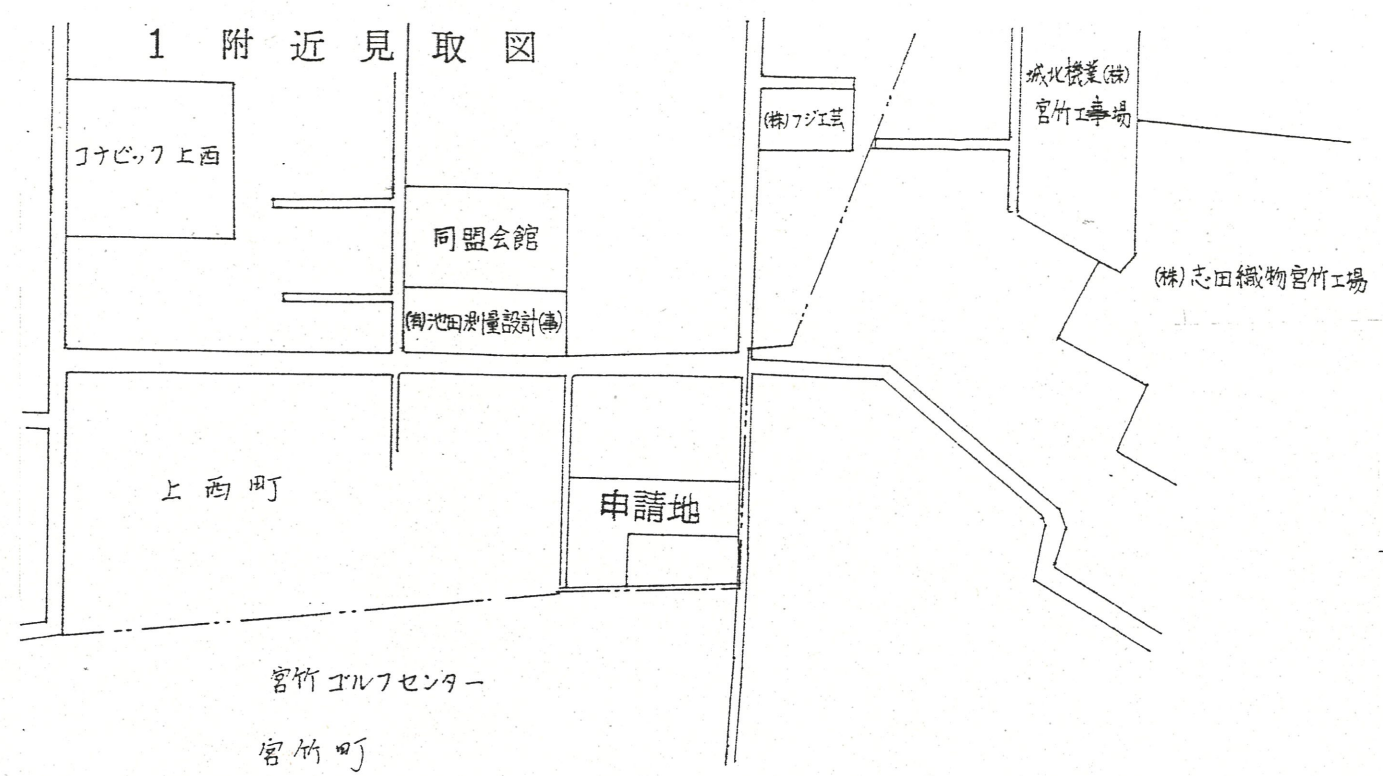 1 附近見取図
コナビック上西
(株)フジ工芸
城北機業(株)
宮竹工事場
同盟会館
(有)池田測量設計(事)
(株)志田織物宮竹工場
上西町
申請地
宮竹ゴルフセンター
宮竹町